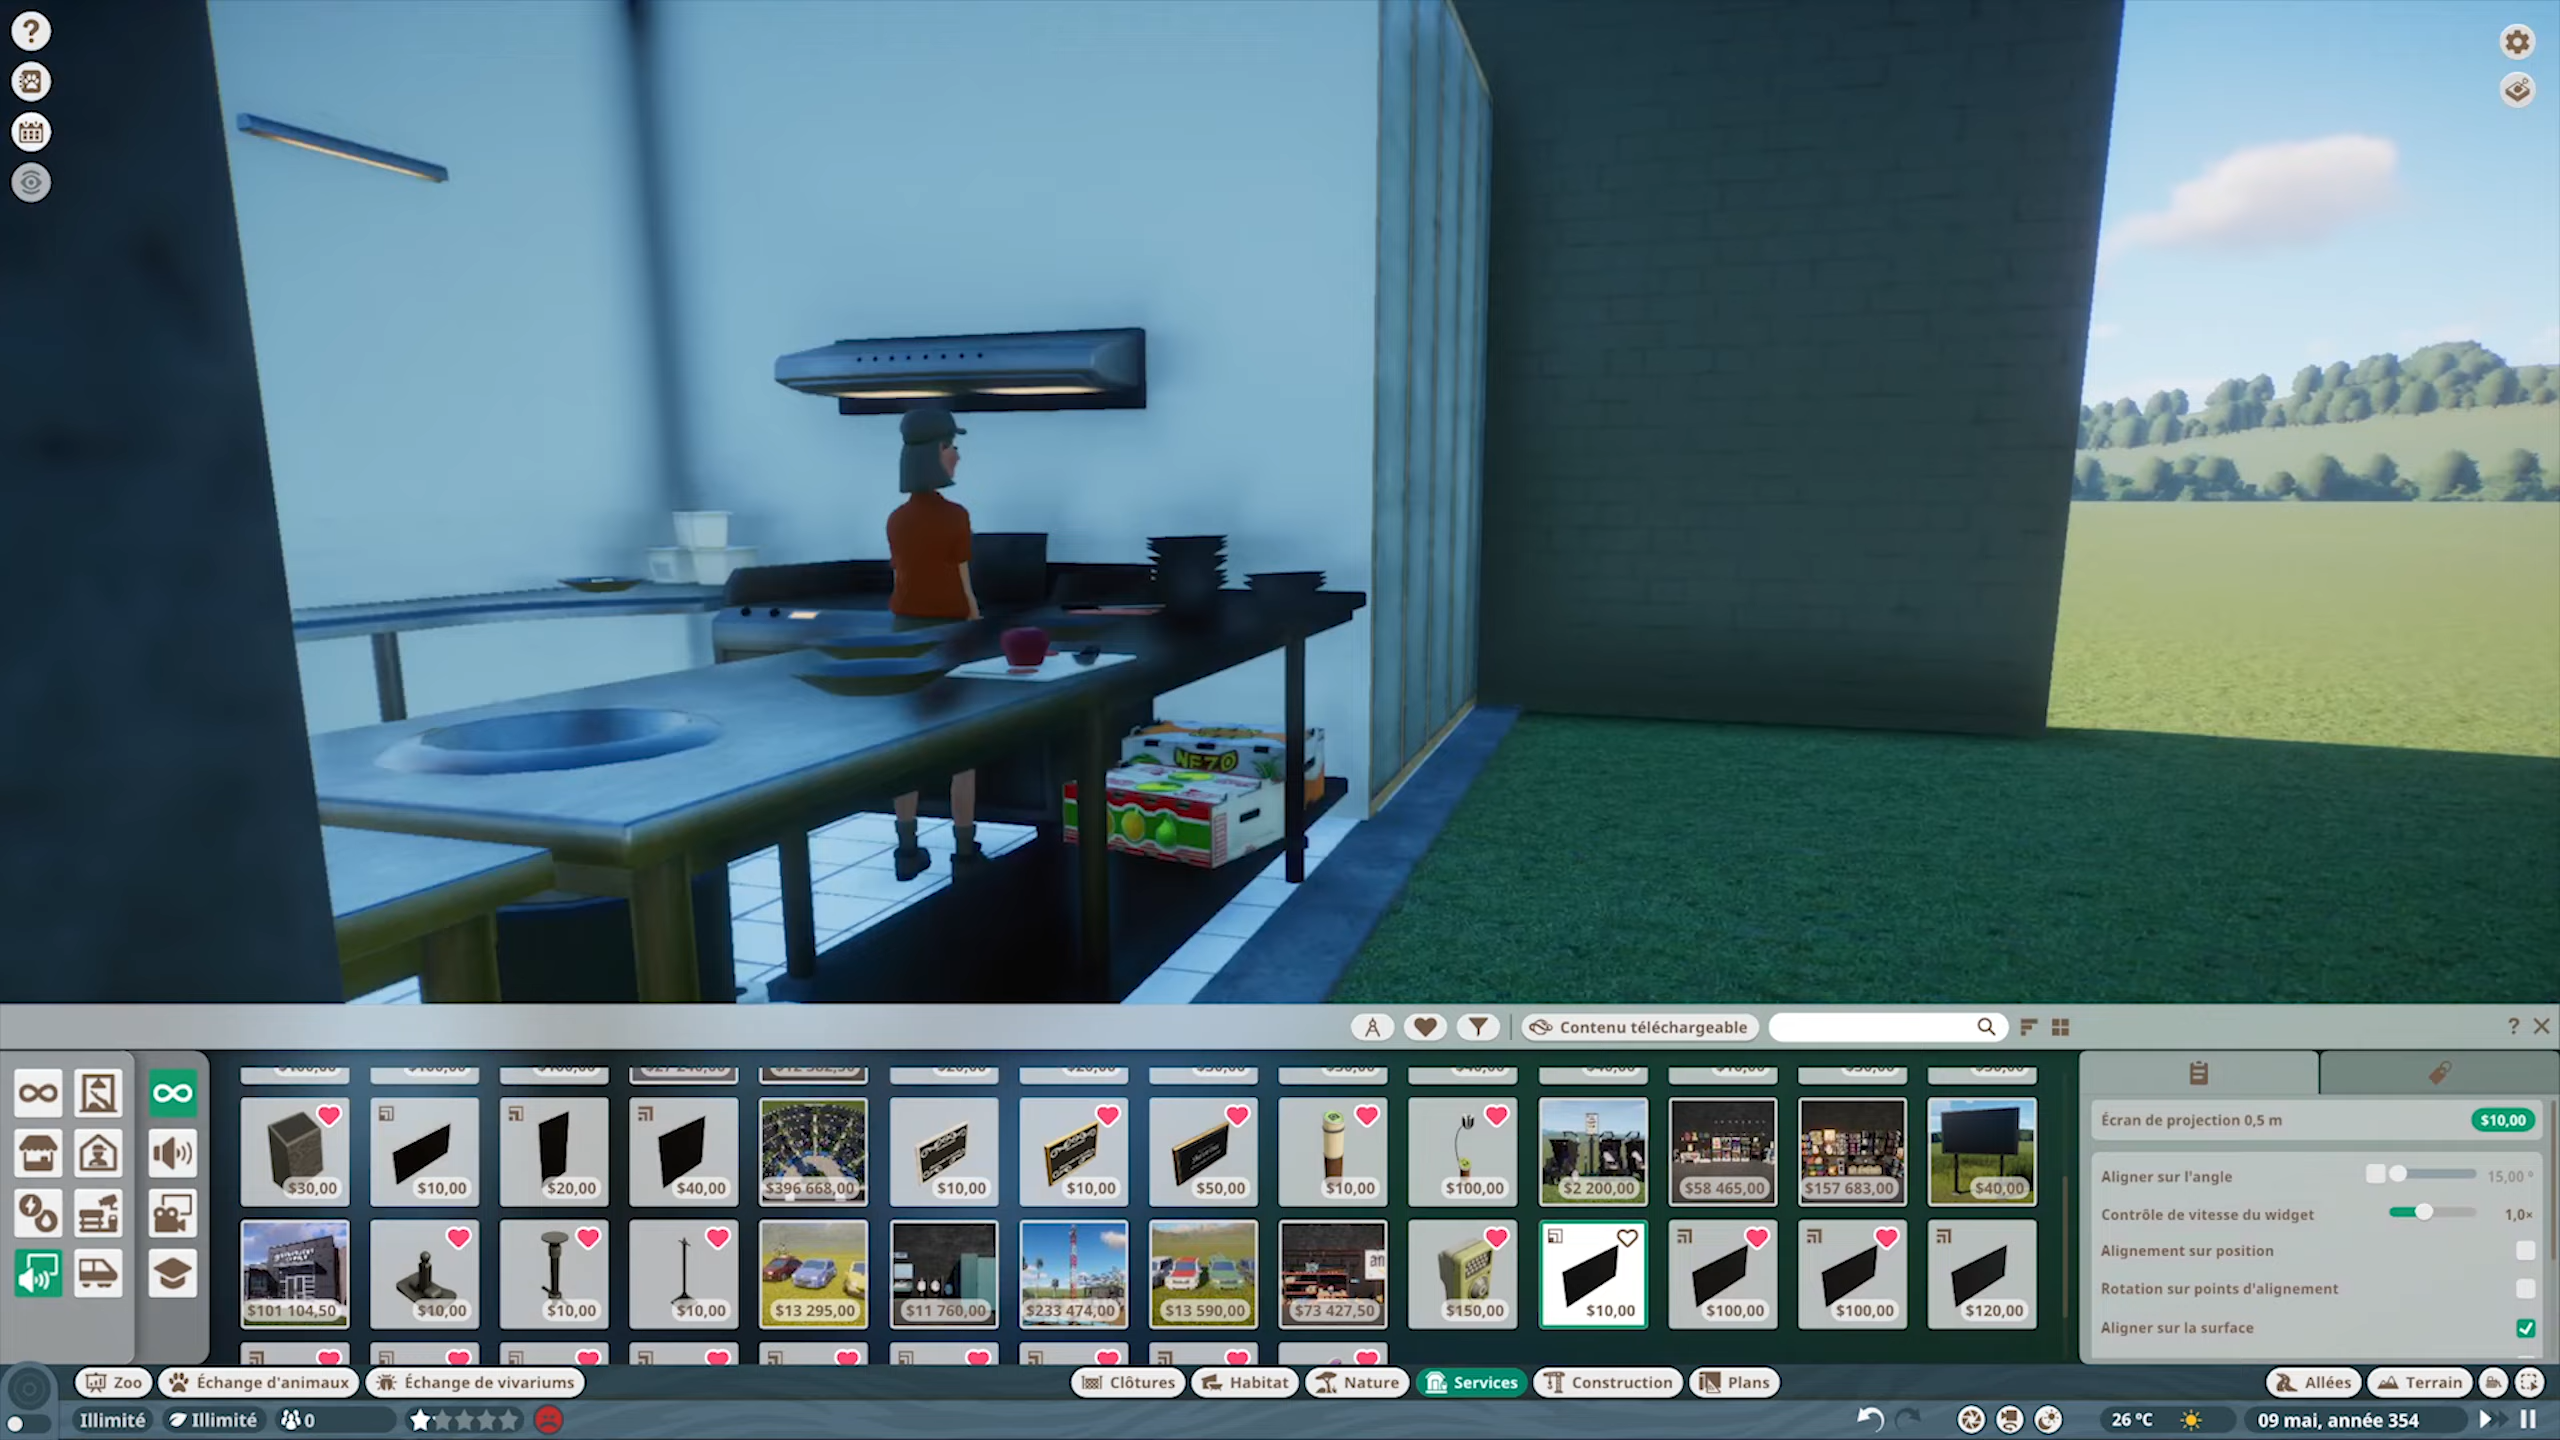 NEZO
Contenu téléchargeable
$30,00 $10,00 $20,00 $40,00 $396 668,00 $10,00 $10,00 $50,00 $10,00 $100,00 $2 200,00 $58 465,00 $157 683,00 $40,00
$101 104,50 $10,00 $10,00 $10,00 $13 295,00 $11 760,00 $233 474,00 $13 590,00 $73 427,50 $150,00 $10,00 $100,00 $100,00 $120,00
Écran de projection 0,5 m $10,00
Aligner sur l'angle 15,00 °
Contrôle de vitesse du widget 1,0×
Alignement sur position
Rotation sur points d'alignement
Aligner sur la surface
Zoo Échange d'animaux Échange de vivariums Clôtures Habitat Nature Services Construction Plans Allées Terrain
Illimité Illimité 0 26 °C 09 mai, année 354